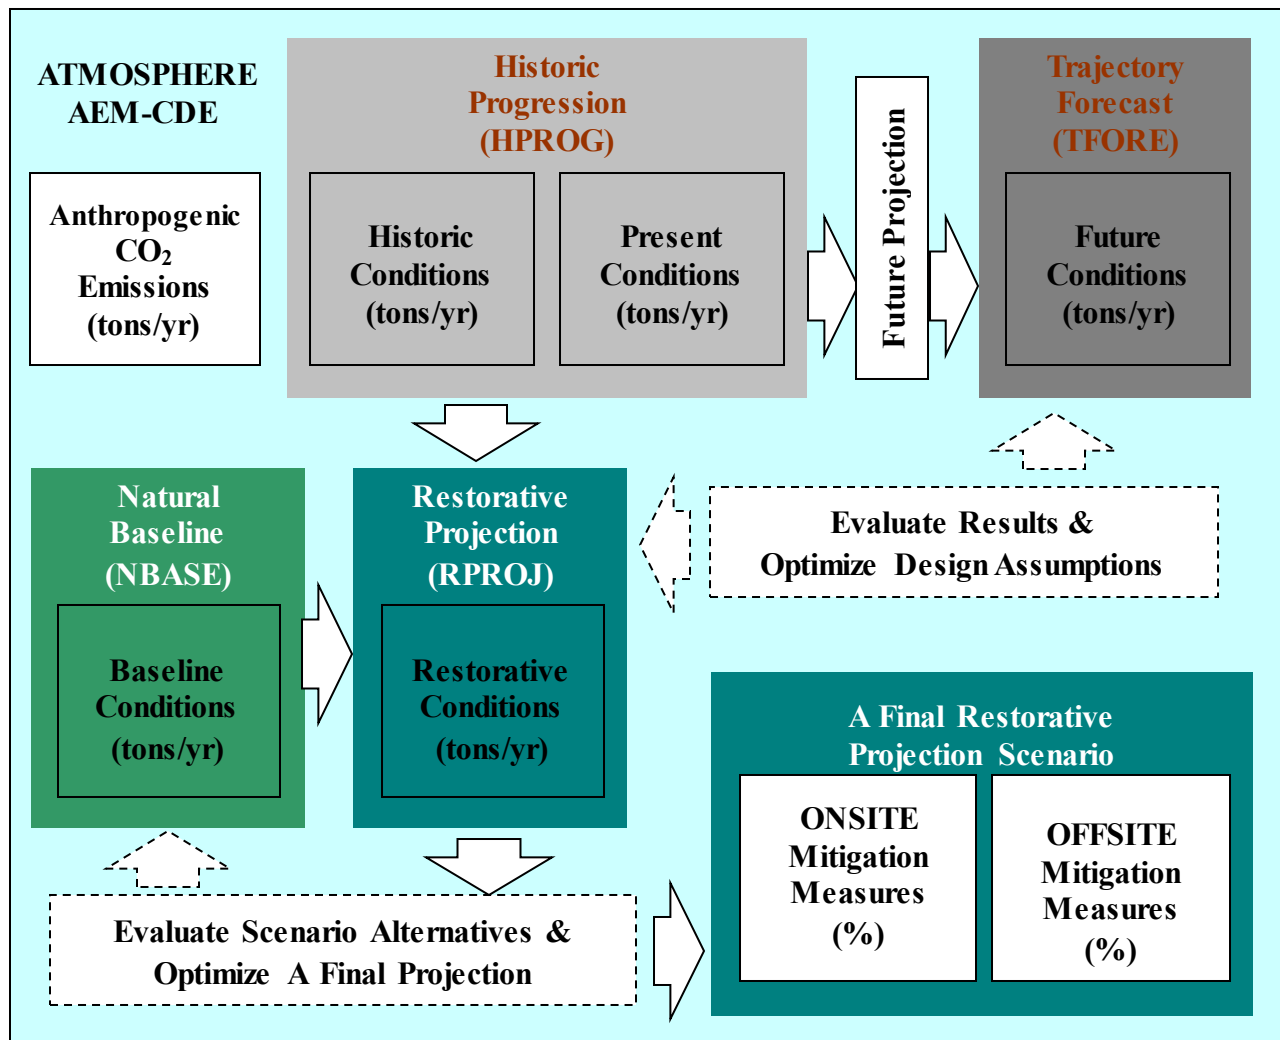 ATMOSPHERE
AEM-CDE
Anthropogenic
CO₂
Emissions
(tons/yr)
Historic
Progression
(HPROG)
Historic
Conditions
(tons/yr)
Present
Conditions
(tons/yr)
Future Projection
Trajectory
Forecast
(TFORE)
Future
Conditions
(tons/yr)
Natural
Baseline
(NBASE)
Baseline
Conditions
(tons/yr)
Restorative
Projection
(RPROJ)
Restorative
Conditions
(tons/yr)
Evaluate Results &
Optimize Design Assumptions
Evaluate Scenario Alternatives &
Optimize A Final Projection
A Final Restorative
Projection Scenario
ONSITE
Mitigation
Measures
(%)
OFFSITE
Mitigation
Measures
(%)